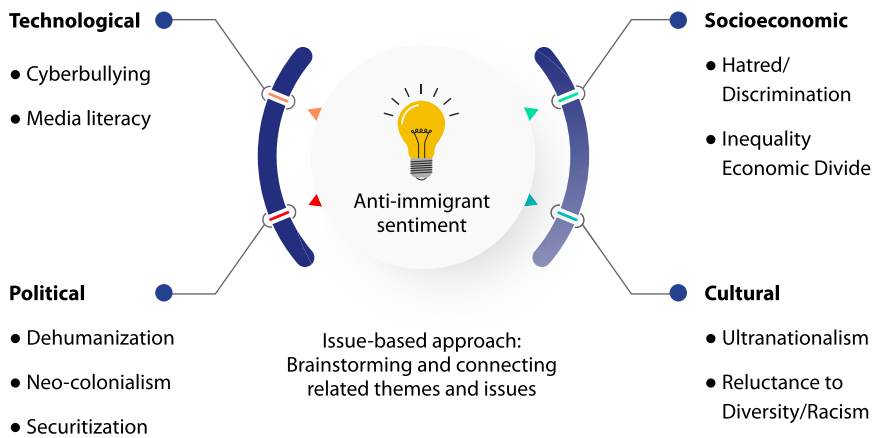 Technological
● Cyberbullying
● Media literacy
Socioeconomic
● Hatred/
Discrimination
● Inequality
Economic Divide
Anti-immigrant
sentiment
Political
● Dehumanization
● Neo-colonialism
● Securitization
Issue-based approach:
Brainstorming and connecting
related themes and issues
Cultural
● Ultranationalism
● Reluctance to
Diversity/Racism